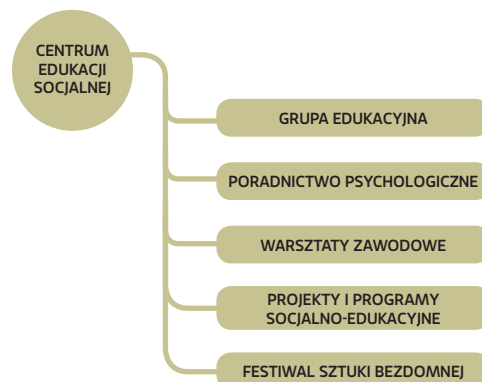 CENTRUM
EDUKACJI
SOCJALNEJ
GRUPA EDUKACYJNA
PORADNICTWO PSYCHOLOGICZNE
WARSZTATY ZAWODOWE
PROJEKTY I PROGRAMY
SOCJALNO-EDUKACYJNE
FESTIWAL SZTUKI BEZDOMNEJ